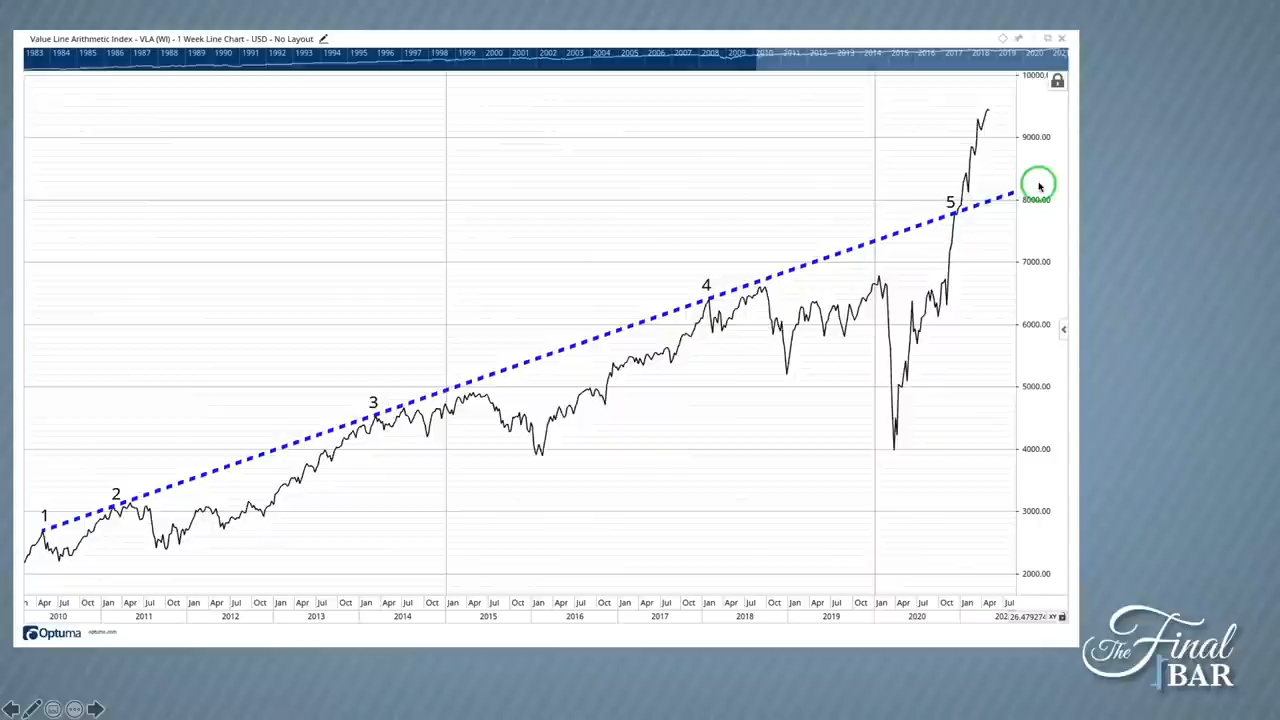 Value Line Arithmetic Index - VLA (WI) - 1 Week Line Chart - USD - No Layout
1983 1984 1985 1986 1987 1988 1989 1990 1991 1992 1993 1994 1995 1996 1997 1998 1999 2000 2001 2002 2003 2004 2005 2006 2007 2008 2009 2010 2011 2012 2013 2014 2015 2016 2017 2018 2019 2020
10000.
9000.00
5
8000.00
7000.00
4
6000.00
5000.00
3
4000.00
2
1
3000.00
2000.00
Apr Jul Oct Jan Apr Jul Oct Jan Apr Jul Oct Jan Apr Jul Oct Jan Apr Jul Oct Jan Apr Jul Oct Jan Apr Jul Oct Jan Apr Jul Oct Jan Apr Jul Oct Jan Apr Jul Oct Jan Apr Jul Oct Jan Apr Jul
2010 2011 2012 2013 2014 2015 2016 2017 2018 2019 2020 202 26.479274 XY
Optuma optuma.com
The Final
BAR